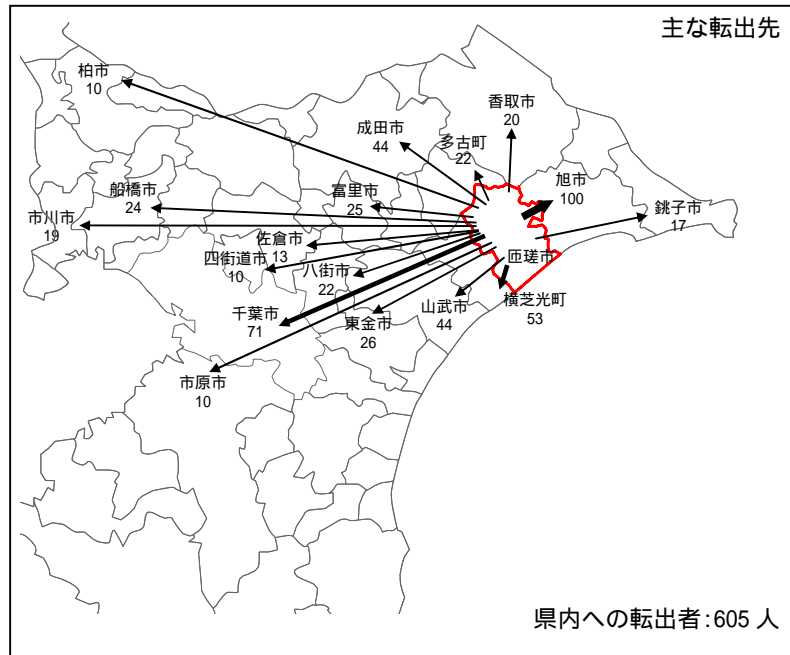 主な転出先
柏市
10
香取市
20
成田市
44
多古町
22
旭市
100
船橋市
24
富里市
25
銚子市
17
市川市
19
佐倉市
13
四街道市
10
匝瑳市
八街市
22
山武市
44
横芝光町
53
千葉市
71
東金市
26
市原市
10
県内への転出者:605 人